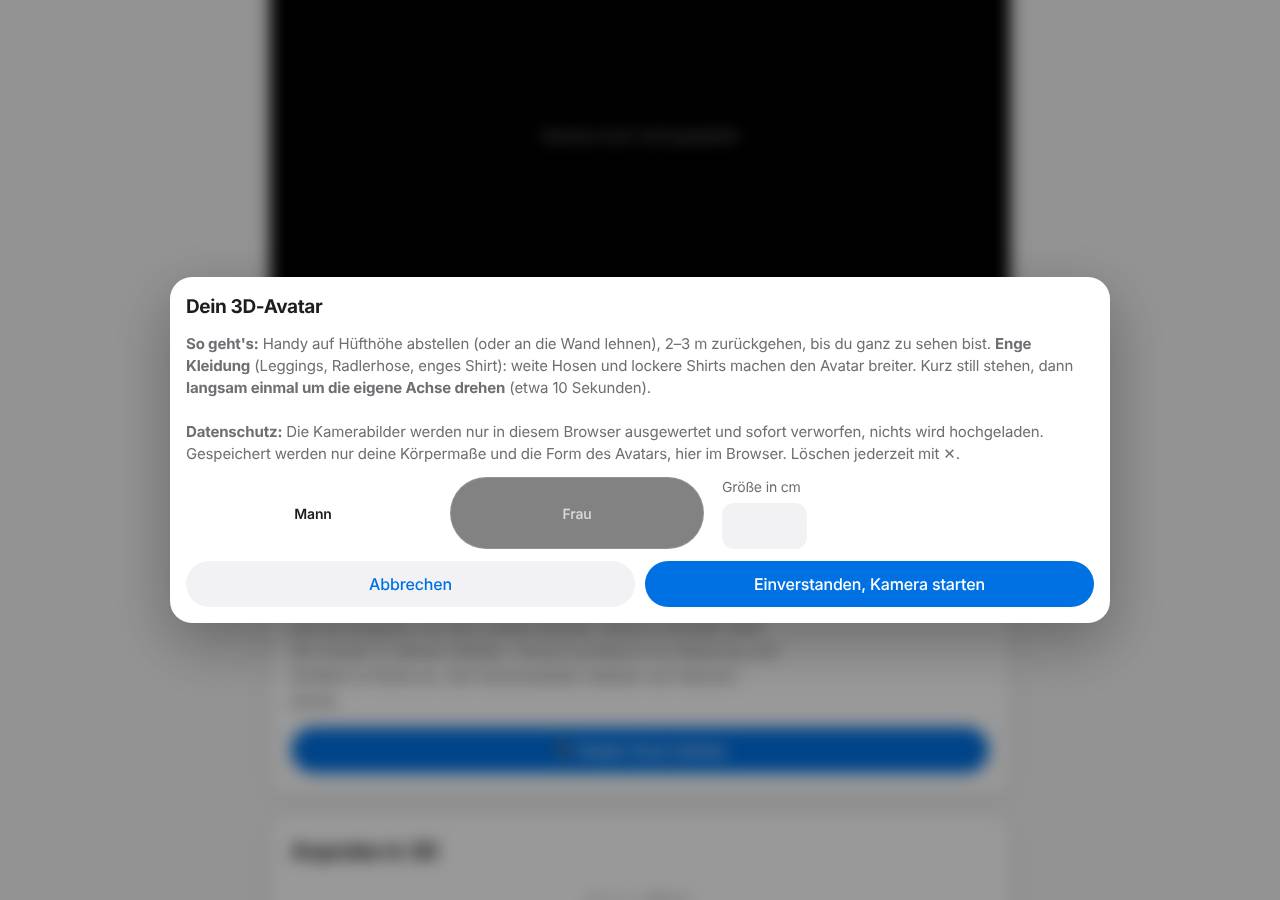 Dein 3D-Avatar
So geht's: Handy auf Hüfthöhe abstellen (oder an die Wand lehnen), 2–3 m zurückgehen, bis du ganz zu sehen bist. Enge
Kleidung (Leggings, Radlerhose, enges Shirt): weite Hosen und lockere Shirts machen den Avatar breiter. Kurz still stehen, dann
langsam einmal um die eigene Achse drehen (etwa 10 Sekunden).
Datenschutz: Die Kamerabilder werden nur in diesem Browser ausgewertet und sofort verworfen, nichts wird hochgeladen.
Gespeichert werden nur deine Körpermaße und die Form des Avatars, hier im Browser. Löschen jederzeit mit ✕.
Größe in cm
Mann Frau
Abbrechen Einverstanden, Kamera starten